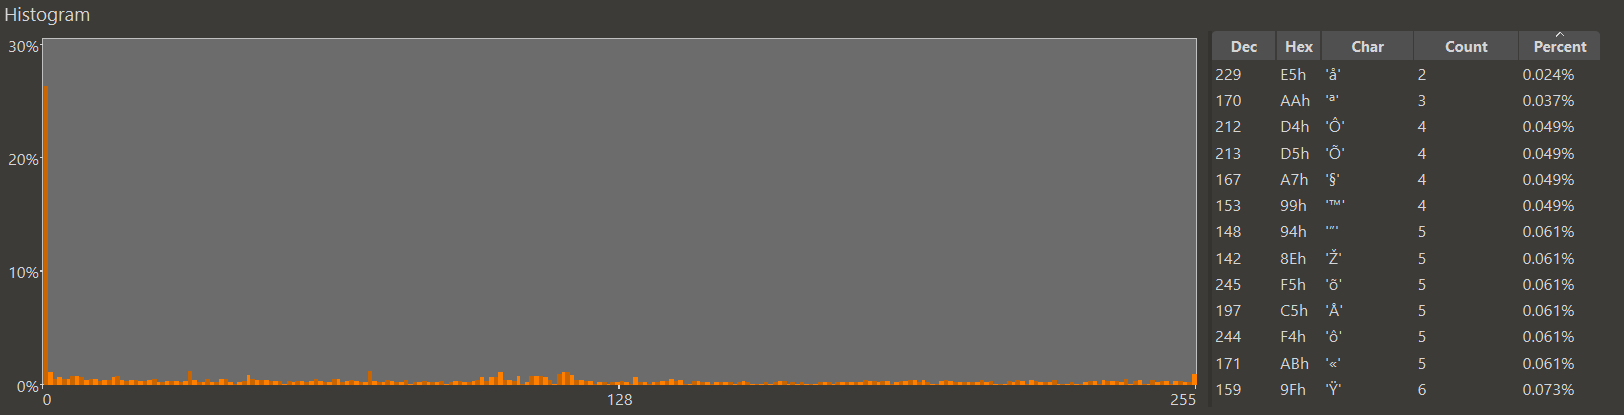 Histogram
30%
20%
10%
0%
0 128 255
Dec Hex Char Count Percent
229 E5h 'å' 2 0.024%
170 AAh 'ª' 3 0.037%
212 D4h 'Ô' 4 0.049%
213 D5h 'Õ' 4 0.049%
167 A7h '§' 4 0.049%
153 99h '™' 4 0.049%
148 94h '”' 5 0.061%
142 8Eh 'Ž' 5 0.061%
245 F5h 'õ' 5 0.061%
197 C5h 'Å' 5 0.061%
244 F4h 'ô' 5 0.061%
171 ABh '«' 5 0.061%
159 9Fh 'Ÿ' 6 0.073%